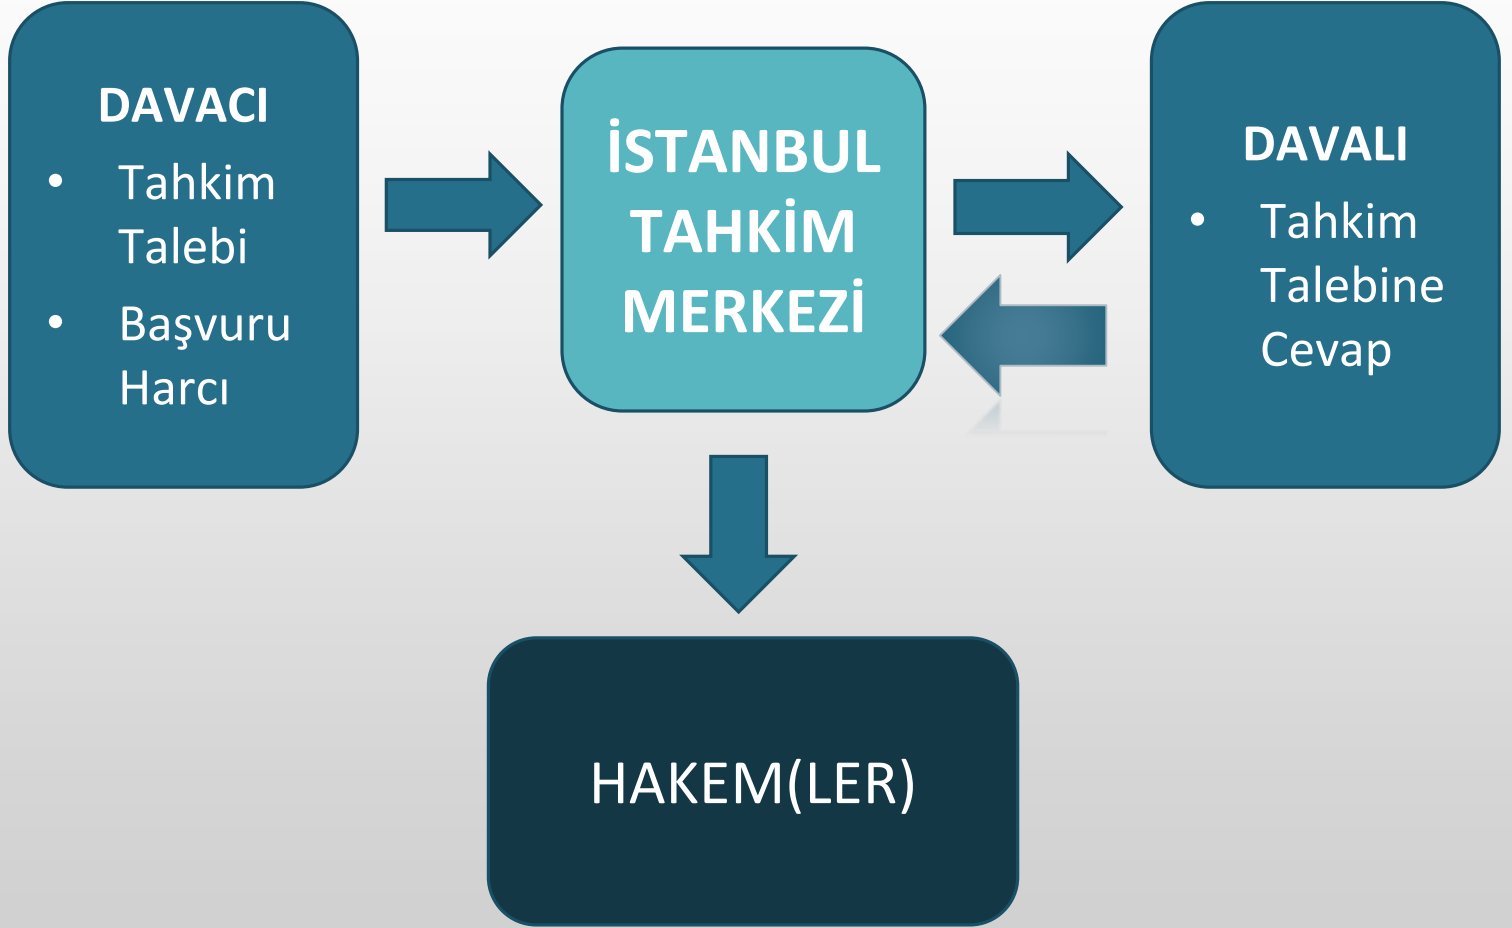 DAVACI
• Tahkim
Talebi
• Başvuru
Harcı
İSTANBUL
TAHKİM
MERKEZİ
DAVALI
• Tahkim
Talebine
Cevap
HAKEM(LER)